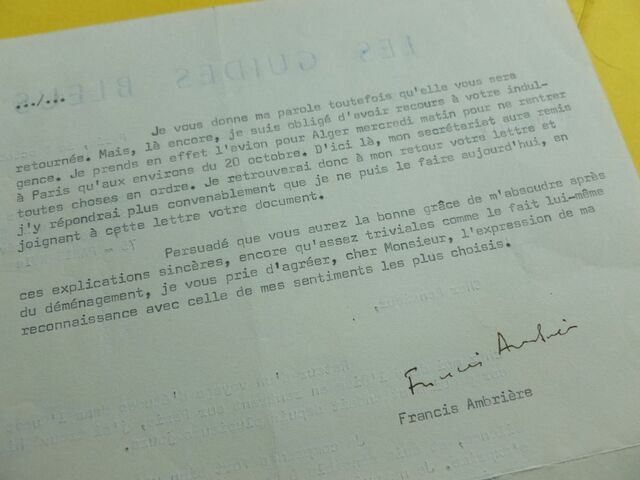 LES GUIDES BLEUS
.../...
Je vous donne ma parole toutefois qu'elle vous sera
retournée. Mais, là encore, je suis obligé d'avoir recours à votre indul-
gence. Je prends en effet l'avion pour Alger mercredi matin pour ne rentrer
à Paris qu'aux environs du 20 octobre. D'ici là, mon secrétariat aura remis
toutes choses en ordre. Je retrouverai donc à mon retour votre lettre et
j'y répondrai plus convenablement que je ne puis le faire aujourd'hui, en
joignant à cette lettre votre document.
Persuadé que vous aurez la bonne grâce de m'absoudre après
ces explications sincères, encore qu'assez triviales comme le fait lui-même
du déménagement, je vous prie d'agréer, cher Monsieur, l'expression de ma
reconnaissance avec celle de mes sentiments les plus choisis.
Francis Ambrière
Francis Ambrière